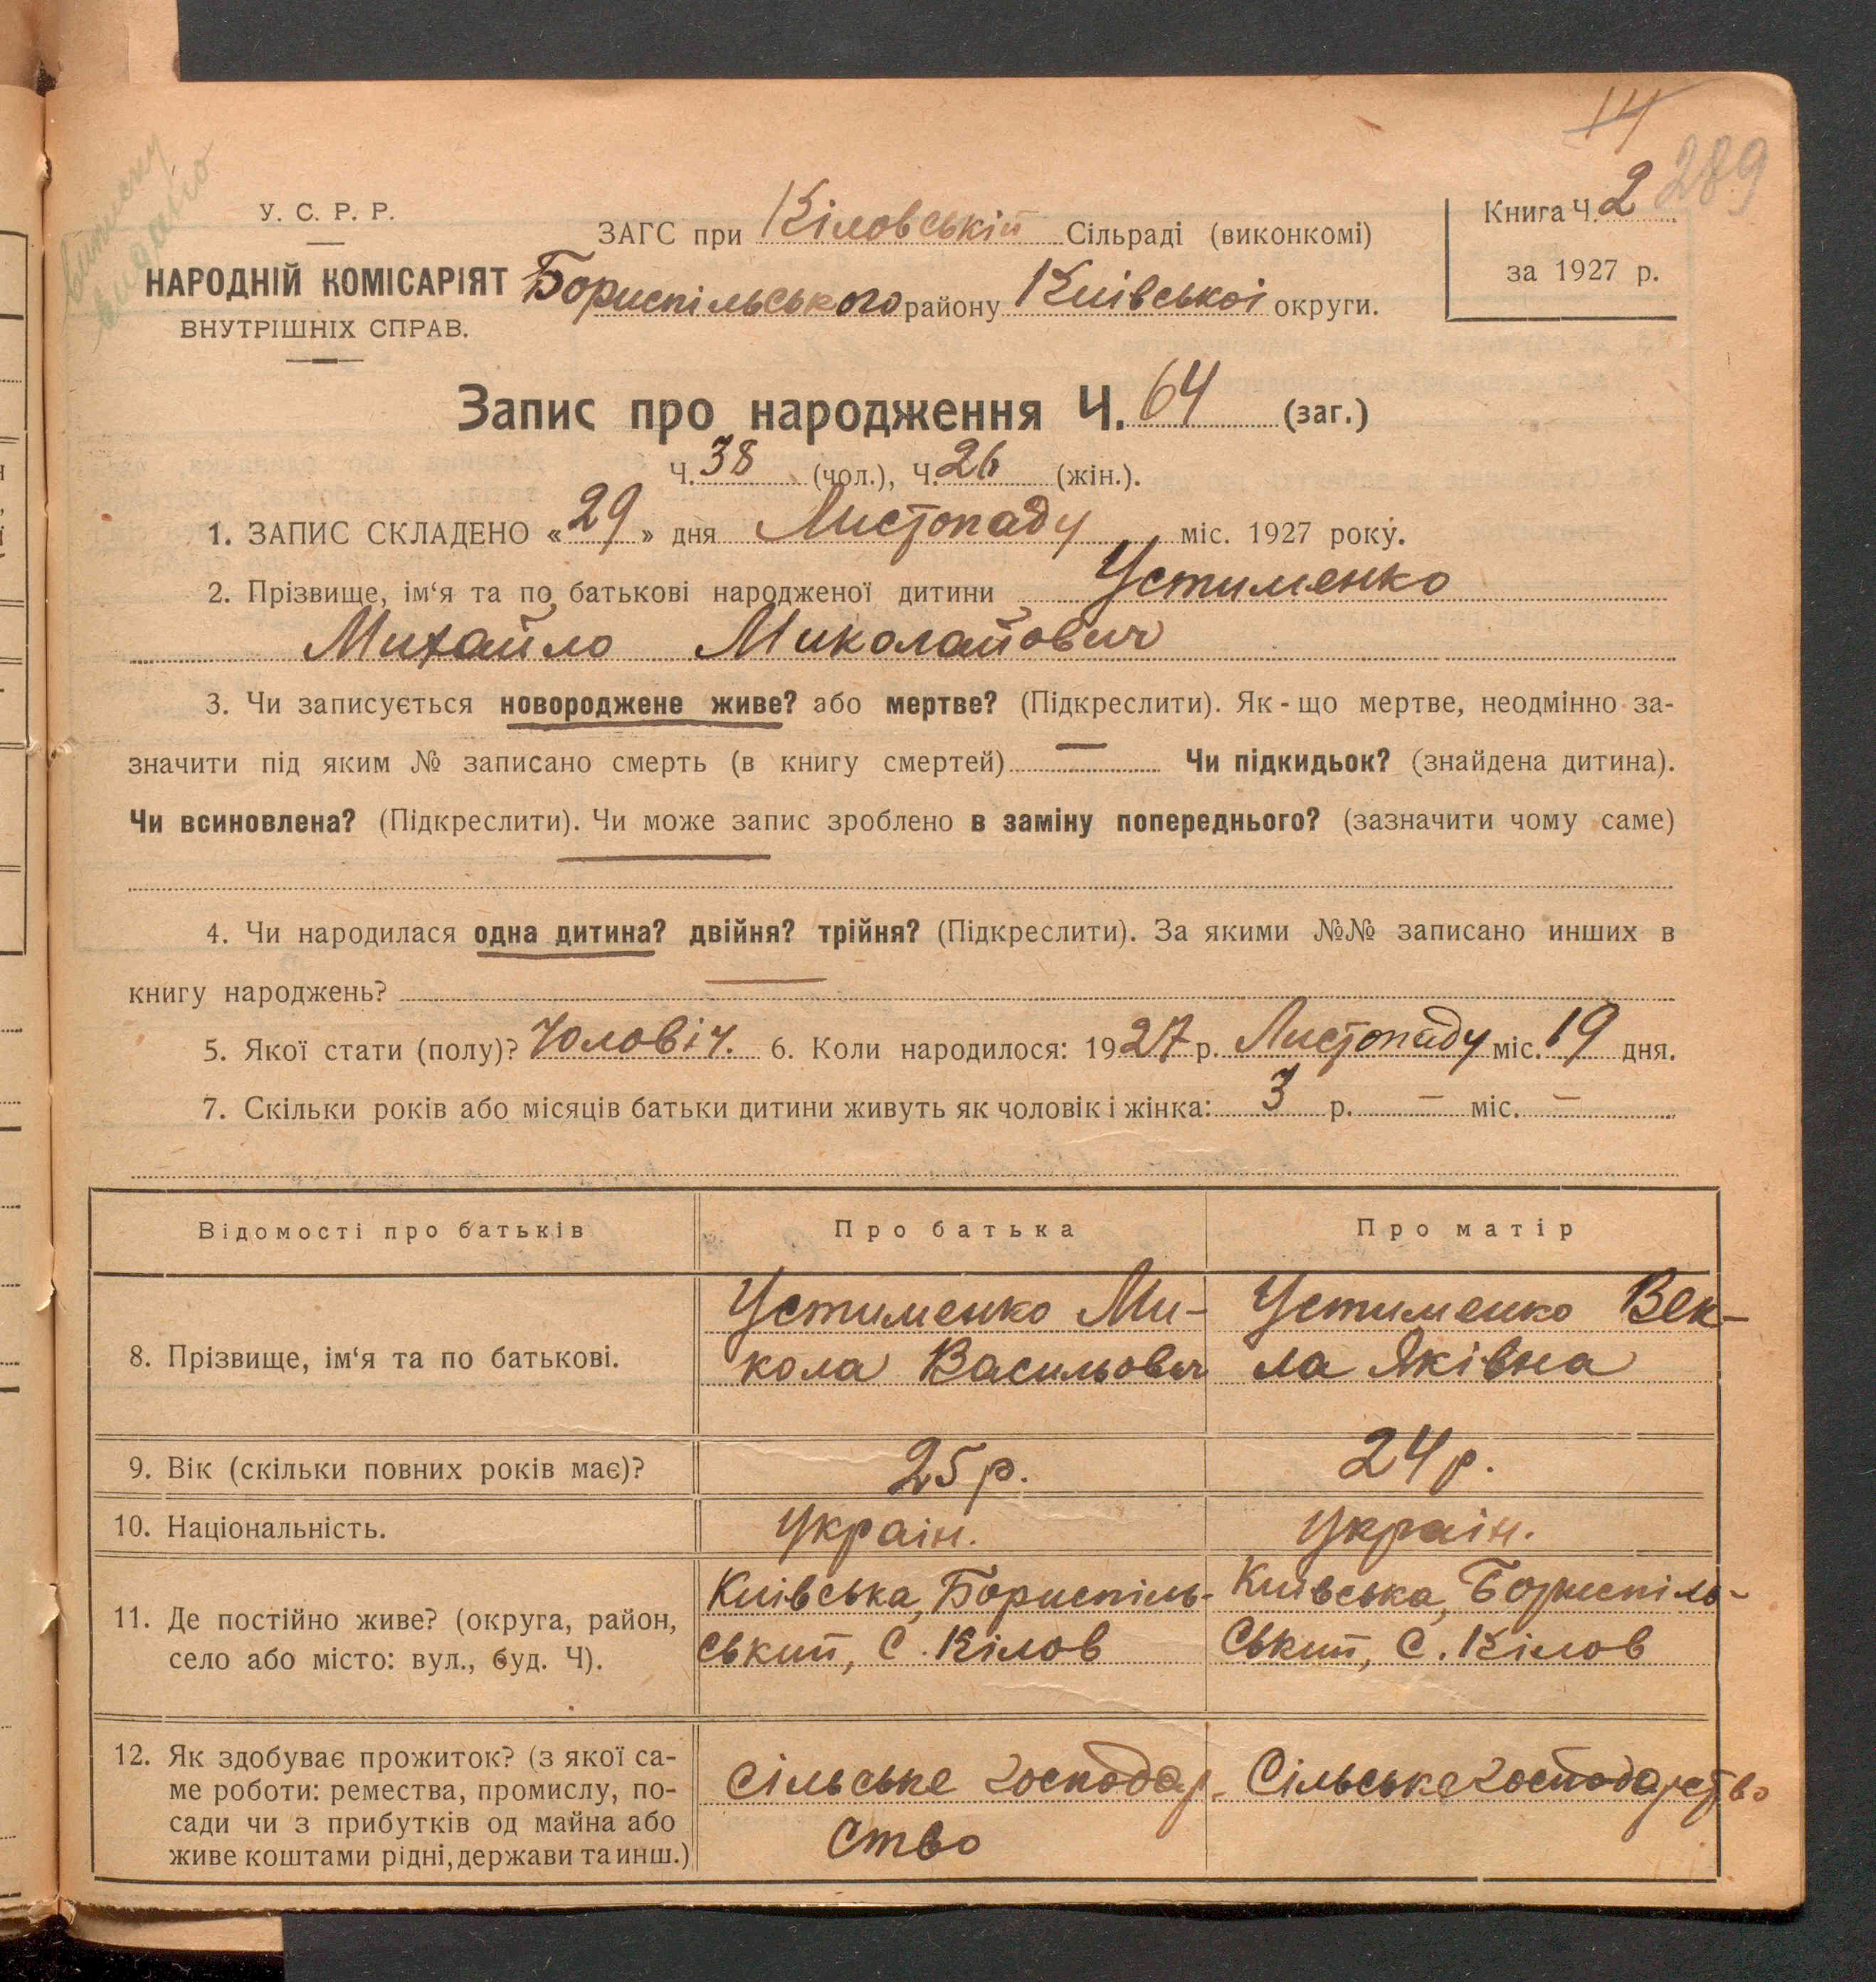 14
289
виписку
видано
У. С. Р. Р.
НАРОДНІЙ КОМІСАРІЯТ
ВНУТРІШНІХ СПРАВ.
ЗАГС при Кіловській Сільраді (виконкомі)
Бориспільського району Київської округи.
Книга Ч. 2
за 1927 р.
Запис про народження Ч. 64 (заг.)
Ч. 38 (чол.), Ч. 26 (жін.).
1. ЗАПИС СКЛАДЕНО «29» дня Листопаду міс. 1927 року.
2. Прізвище, ім‘я та по батькові народженої дитини Устименко
Михайло Миколайович
3. Чи записується новороджене живе? або мертве? (Підкреслити). Як-що мертве, неодмінно за-
значити під яким № записано смерть (в книгу смертей) — Чи підкидьок? (знайдена дитина).
Чи всиновлена? (Підкреслити). Чи може запис зроблено в заміну попереднього? (зазначити чому саме)
—
4. Чи народилася одна дитина? двійня? трійня? (Підкреслити). За якими №№ записано инших в
книгу народжень? —
5. Якої стати (полу)? Чоловіч. 6. Коли народилося: 1927 р. Листопаду міс. 19 дня.
7. Скільки років або місяців батьки дитини живуть як чоловік і жінка: 3 р. — міс. —
Відомості про батьків
Про батька
Про матір
8. Прізвище, ім‘я та по батькові.
Устименко Ми-
кола Васильович
Устименко Век-
ла Яківна
9. Вік (скільки повних років має)?
25 р.
24 р.
10. Національність.
Украін.
Украін.
11. Де постійно живе? (округа, район,
село або місто: вул., буд. Ч).
Київська, Бориспіль-
ський, С. Кілов
Київська, Бориспіль-
ський, С. Кілов
12. Як здобуває прожиток? (з якої са-
ме роботи: ремества, промислу, по-
сади чи з прибутків од майна або
живе коштами рідні, держави та инш.)
Сільське господар-
ство
Сільське господарство